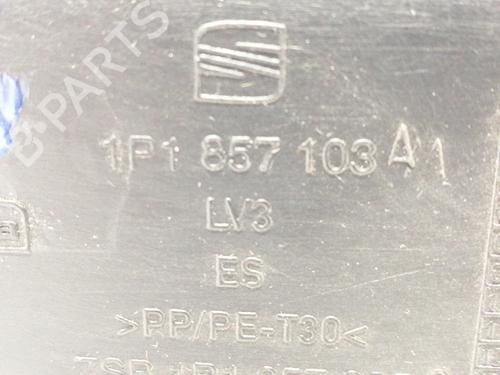 B-PARTS
1P1 857 103 A 1
LV3
ES
>PP/PE-T30<